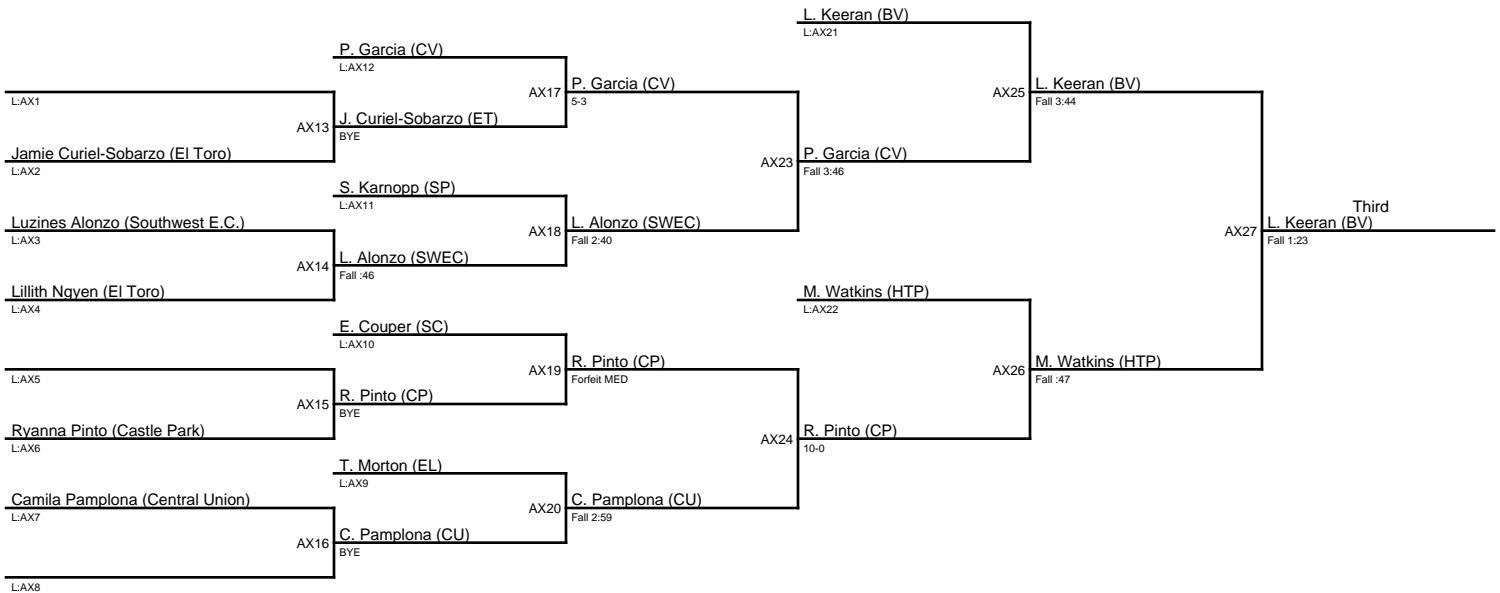 L. Keeran (BV)
L:AX21
P. Garcia (CV)
L:AX12
AX17
P. Garcia (CV)
5-3
AX25
L. Keeran (BV)
Fall 3:44
L:AX1
AX13
J. Curiel-Sobarzo (ET)
BYE
Jamie Curiel-Sobarzo (El Toro)
L:AX2
AX23
P. Garcia (CV)
Fall 3:46
S. Karnopp (SP)
L:AX11
Luzines Alonzo (Southwest E.C.)
L:AX3
AX18
L. Alonzo (SWEC)
Fall 2:40
Third
AX27
L. Keeran (BV)
Fall 1:23
AX14
L. Alonzo (SWEC)
Fall :46
Lillith Ngyen (El Toro)
L:AX4
M. Watkins (HTP)
L:AX22
E. Couper (SC)
L:AX10
L:AX5
AX19
R. Pinto (CP)
Forfeit MED
AX26
M. Watkins (HTP)
Fall :47
AX15
R. Pinto (CP)
BYE
Ryanna Pinto (Castle Park)
L:AX6
AX24
R. Pinto (CP)
10-0
T. Morton (EL)
L:AX9
Camila Pamplona (Central Union)
L:AX7
AX20
C. Pamplona (CU)
Fall 2:59
AX16
C. Pamplona (CU)
BYE
L:AX8